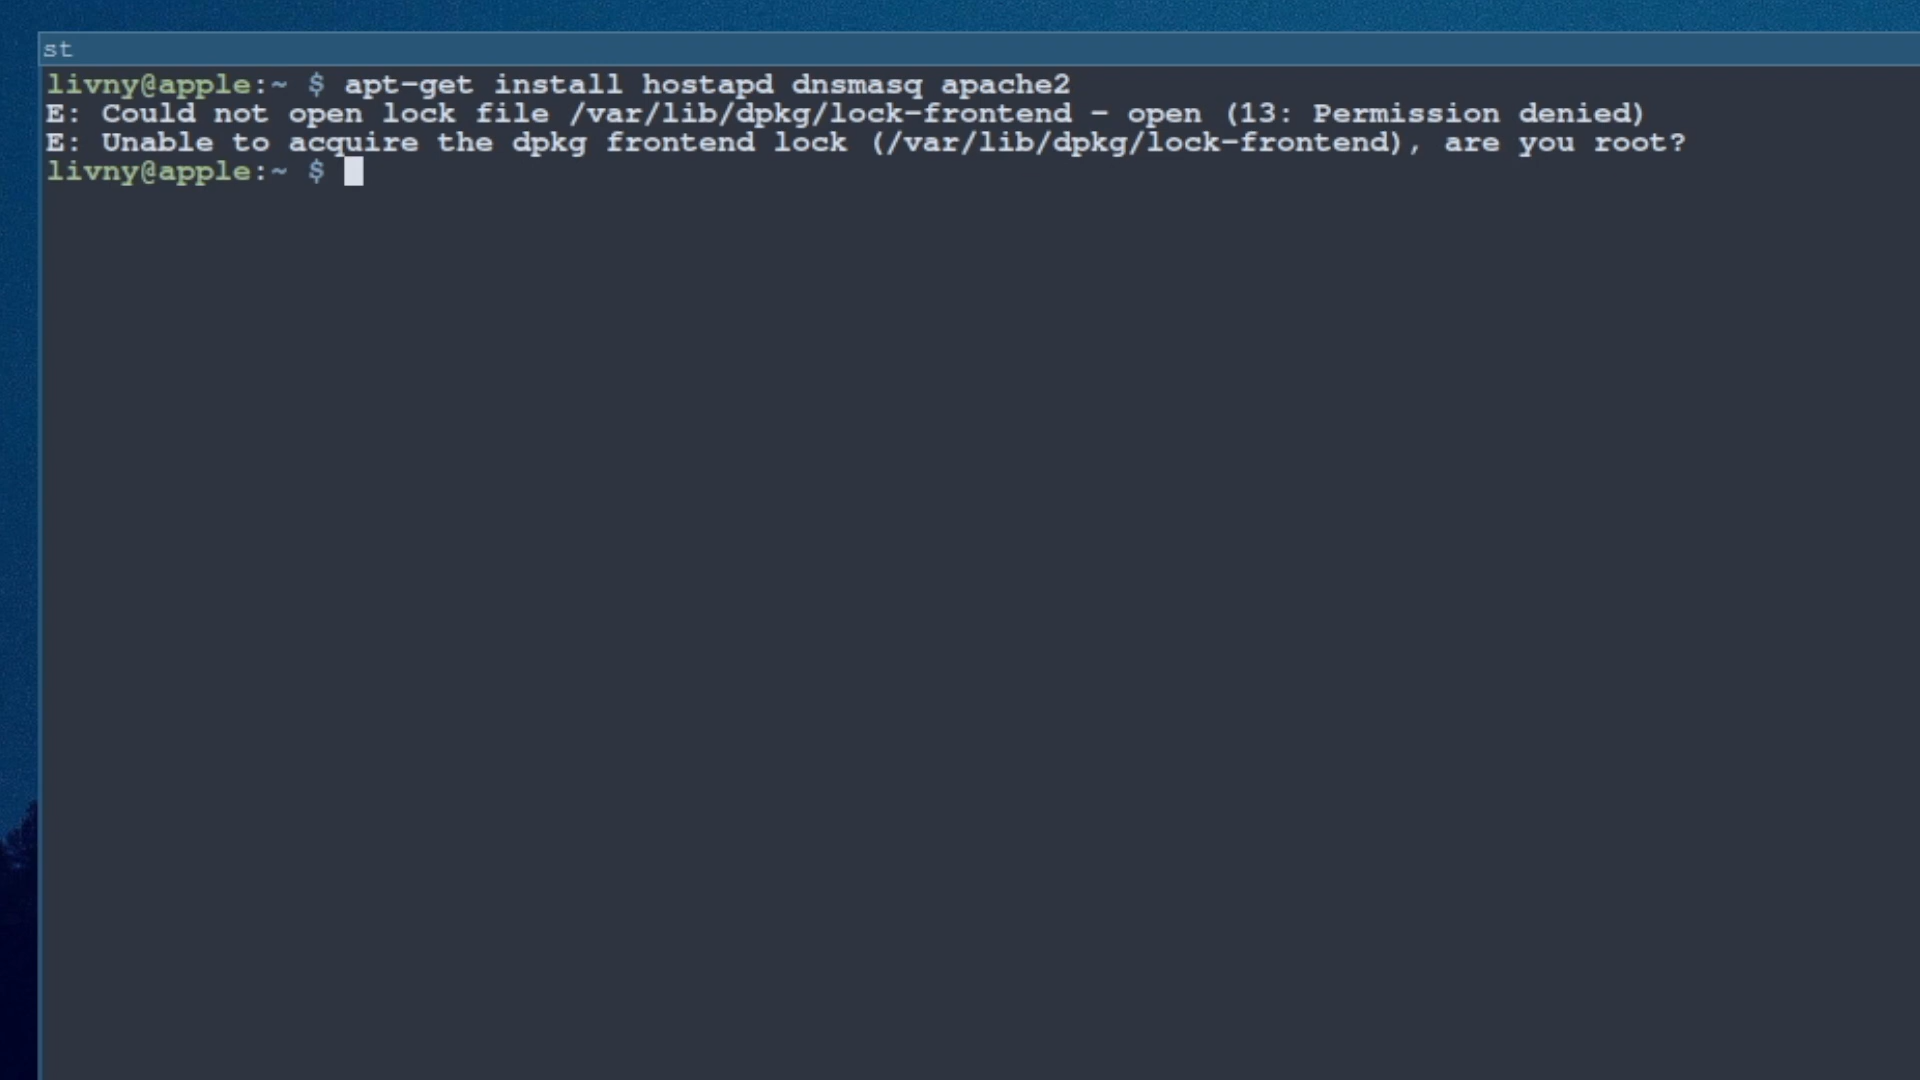 st
livny@apple:~ $ apt-get install hostapd dnsmasq apache2
E: Could not open lock file /var/lib/dpkg/lock-frontend - open (13: Permission denied)
E: Unable to acquire the dpkg frontend lock (/var/lib/dpkg/lock-frontend), are you root?
livny@apple:~ $